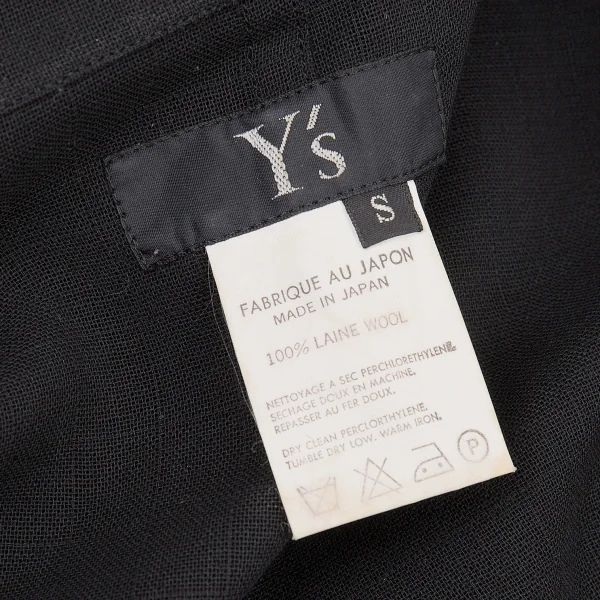 Y's
S
FABRIQUE AU JAPON
MADE IN JAPAN
100% LAINE WOOL
NETTOYAGE A SEC PERCHLORETHYLENE.
SECHAGE DOUX EN MACHINE.
REPASSER AU FER DOUX.
DRY CLEAN PERCLORTHYLENE.
TUMBLE DRY LOW. WARM IRON.
P